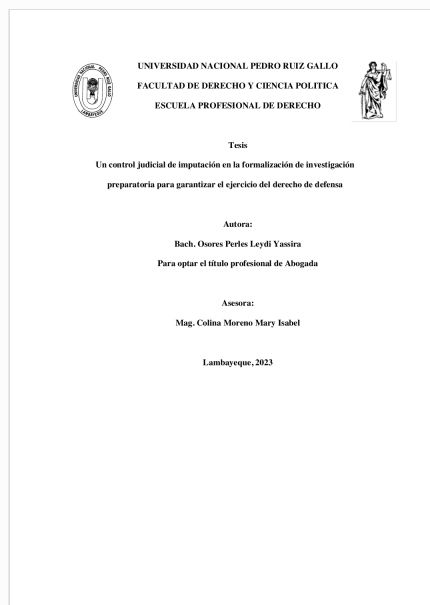 UNIVERSIDAD NACIONAL PEDRO RUIZ GALLO
FACULTAD DE DERECHO Y CIENCIA POLITICA
ESCUELA PROFESIONAL DE DERECHO
Tesis
Un control judicial de imputación en la formalización de investigación
preparatoria para garantizar el ejercicio del derecho de defensa
Autora:
Bach. Osores Perles Leydi Yassira
Para optar el título profesional de Abogada
Asesora:
Mag. Colina Moreno Mary Isabel
Lambayeque, 2023